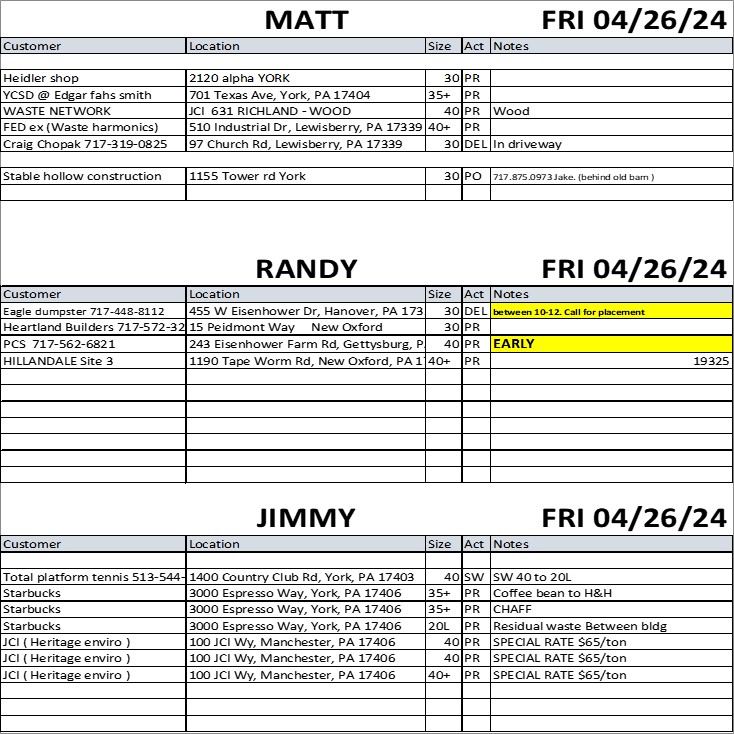 MATT FRI 04/26/24
Customer Location Size Act Notes
Heidler shop 2120 alpha YORK 30 PR
YCSD @ Edgar fahs smith 701 Texas Ave, York, PA 17404 35+ PR
WASTE NETWORK JCI 631 RICHLAND - WOOD 40 PR Wood
FED ex (Waste harmonics) 510 Industrial Dr, Lewisberry, PA 17339 40+ PR
Craig Chopak 717-319-0825 97 Church Rd, Lewisberry, PA 17339 30 DEL In driveway
Stable hollow construction 1155 Tower rd York 30 PO 717.875.0973 Jake. (behind old barn )
RANDY FRI 04/26/24
Customer Location Size Act Notes
Eagle dumpster 717-448-8112 455 W Eisenhower Dr, Hanover, PA 173 30 DEL between 10-12. Call for placement
Heartland Builders 717-572-32 15 Peidmont Way New Oxford 30 PR
PCS 717-562-6821 243 Eisenhower Farm Rd, Gettysburg, P. 40 PR EARLY
HILLANDALE Site 3 1190 Tape Worm Rd, New Oxford, PA 1 40+ PR 19325
JIMMY FRI 04/26/24
Customer Location Size Act Notes
Total platform tennis 513-544- 1400 Country Club Rd, York, PA 17403 40 SW SW 40 to 20L
Starbucks 3000 Espresso Way, York, PA 17406 35+ PR Coffee bean to H&H
Starbucks 3000 Espresso Way, York, PA 17406 35+ PR CHAFF
Starbucks 3000 Espresso Way, York, PA 17406 20L PR Residual waste Between bldg
JCI ( Heritage enviro ) 100 JCI Wy, Manchester, PA 17406 40 PR SPECIAL RATE $65/ton
JCI ( Heritage enviro ) 100 JCI Wy, Manchester, PA 17406 40 PR SPECIAL RATE $65/ton
JCI ( Heritage enviro ) 100 JCI Wy, Manchester, PA 17406 40+ PR SPECIAL RATE $65/ton